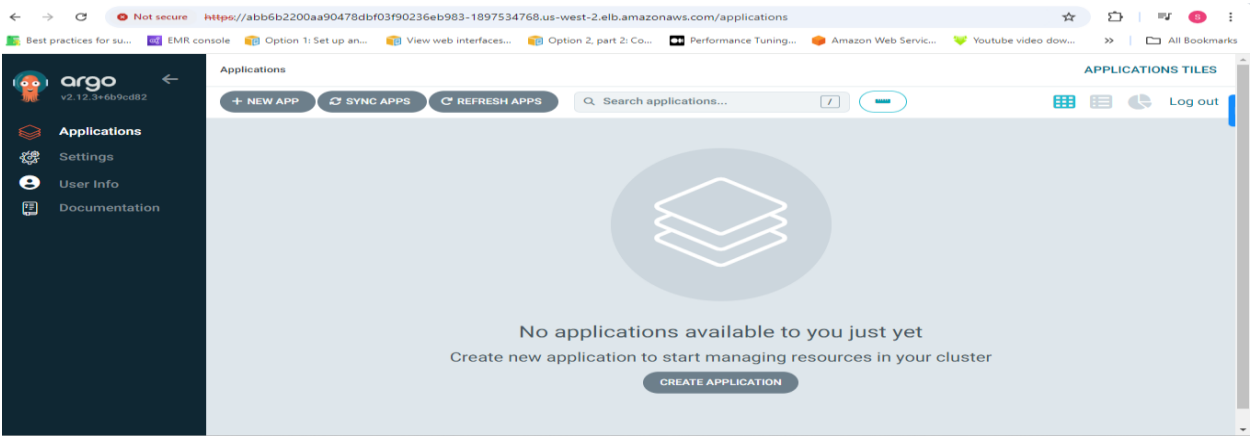 Not secure https://abb6b2200aa90478dbf03f90236eb983-1897534768.us-west-2.elb.amazonaws.com/applications S
Best practices for su... EMR console Option 1: Set up an... View web interfaces... Option 2, part 2: Co... Performance Tuning... Amazon Web Servic... Youtube video dow... » All Bookmarks
argo
v2.12.3+6b9cd82
Applications
Settings
User Info
Documentation
Applications APPLICATIONS TILES
+ NEW APP SYNC APPS REFRESH APPS Search applications... / Log out
No applications available to you just yet
Create new application to start managing resources in your cluster
CREATE APPLICATION